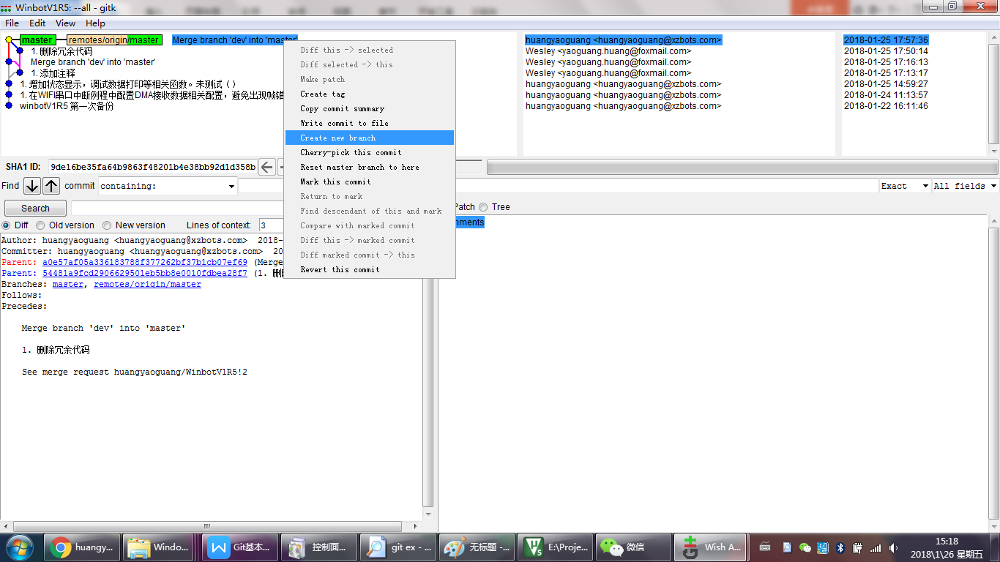 WinbotV1R5: --all - gitk
File Edit View Help
master remotes/origin/master Merge branch 'dev' into 'master' huangyaoguang <huangyaoguang@xzbots.com> 2018-01-25 17:57:36
1. 删除冗余代码 Wesley <yaoguang.huang@foxmail.com> 2018-01-25 17:50:14
Merge branch 'dev' into 'master' Wesley <yaoguang.huang@foxmail.com> 2018-01-25 17:16:13
1. 添加注释 Wesley <yaoguang.huang@foxmail.com> 2018-01-25 17:13:17
1. 增加状态显示，调试数据打印等相关函数。未测试（） huangyaoguang <huangyaoguang@xzbots.com> 2018-01-25 14:59:27
1. 在WIFI串口中断例程中配置DMA接收数据相关配置，避免出现帧错 huangyaoguang <huangyaoguang@xzbots.com> 2018-01-24 11:13:57
winbotV1R5 第一次备份 huangyaoguang <huangyaoguang@xzbots.com> 2018-01-22 16:11:46
Diff this -> selected
Diff selected -> this
Make patch
Create tag
Copy commit summary
Write commit to file
Create new branch
Cherry-pick this commit
Reset master branch to here
Mark this commit
Return to mark
Find descendant of this and mark
Compare with marked commit
Diff this -> marked commit
Diff marked commit -> this
Revert this commit
SHA1 ID: 9de16be35fa64b9863f48201b4e38bb92d1d358b
Find commit containing: Exact All fields
Search Patch Tree
Diff Old version New version Lines of context: 3 mments
Author: huangyaoguang <huangyaoguang@xzbots.com> 2018-
Committer: huangyaoguang <huangyaoguang@xzbots.com> 20
Parent: a0e57af05a336183788f377262bf37b1cb07ef69 (Merge
Parent: 54481a9fcd2906629501eb5bb8e0010fdbea28f7 (1. 删
Branches: master, remotes/origin/master
Follows:
Precedes:
Merge branch 'dev' into 'master'
1. 删除冗余代码
See merge request huangyaoguang/WinbotV1R5!2
huangy... Windo... Git基本... 控制面... git ex - ... 无标题 -... E:\Proje... 微信 Wish A... 15:18
2018\1\26 星期五